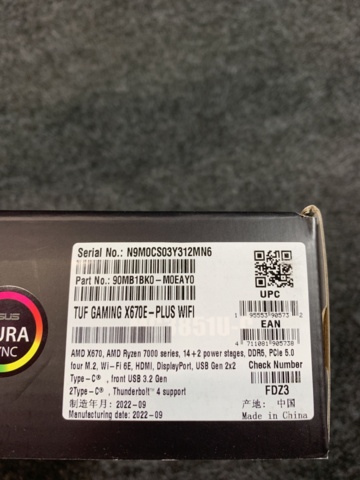 Serial No.: N9M0CS03Y312MN6
Part No.: 90MB1BK0-M0EAY0
UPC
TUF GAMING X670E-PLUS WIFI
EAN
AMD X670, AMD Ryzen 7000 series, 14+2 power stages, DDR5, PCIe 5.0
four M.2, Wi-Fi 6E, HDMI, DisplayPort, USB Gen 2x2
Type-C®, front USB 3.2 Gen
2Type-C®, Thunderbolt™ 4 support
Check Number
FDZ3
制造年月: 2022-09
Manufacturing date: 2022-09
产地: 中国
Made in China